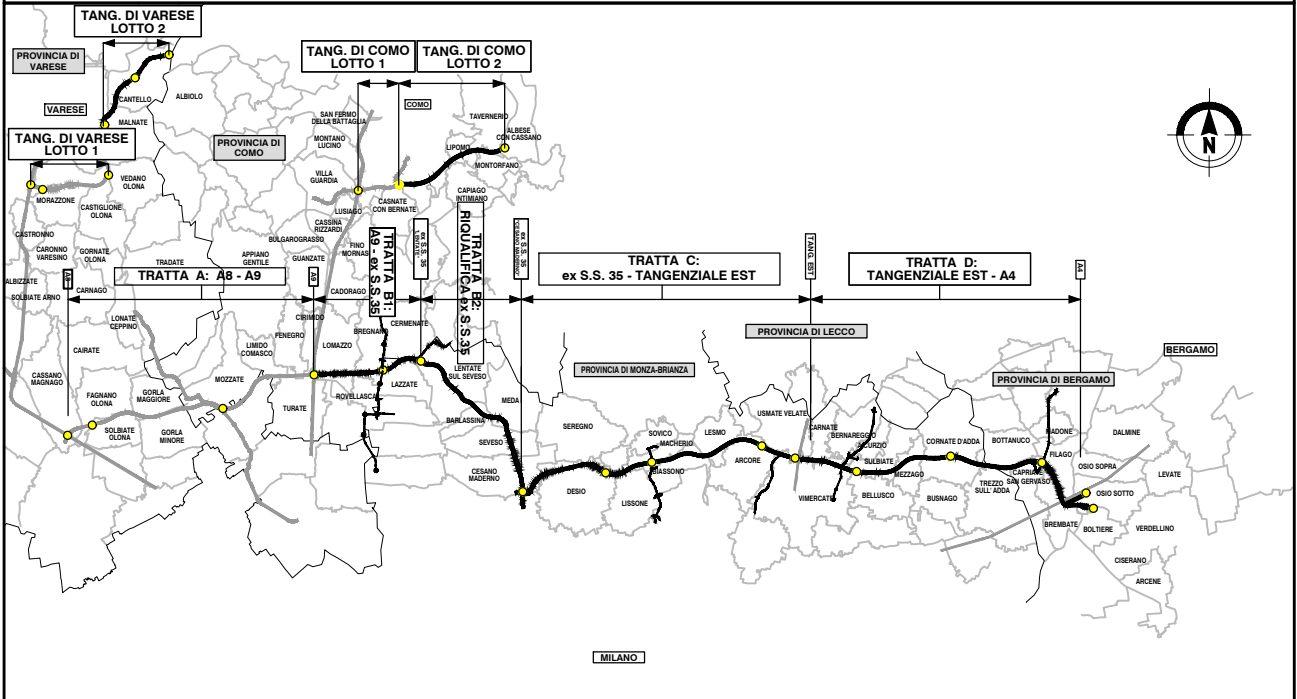 TANG. DI VARESE
LOTTO 2
PROVINCIA DI
VARESE
VARESE
CANTELLO
ALBIOLO
MALNATE
TANG. DI VARESE
LOTTO 1
PROVINCIA DI
COMO
TANG. DI COMO
LOTTO 1
TANG. DI COMO
LOTTO 2
COMO
SAN FERMO
DELLA BATTAGLIA
MONTANO
LUCINO
VILLA
GUARDIA
TAVERNERIO
ALBESE
CON CASSANO
LIPOMO
MONTORFANO
CAPIAGO
INTIMIANO
CASNATE
CON BERNATE
LUSIAGO
CASSINA
RIZZARDI
N
VEDANO
OLONA
MORAZZONE
CASTIGLIONE
OLONA
CASTRONNO
CARONNO
VARESINO
GORNATE
OLONA
ALBIZZATE
SOLBIATE ARNO
CARNAGO
TRADATE
APPIANO
GENTILE
BULGAROGRASSO
GUANZATE
FINO
MORNAS
TRATTA A: A8 - A9
A9
TRATTA B1:
A9 - ex S.S.35
ex S.S. 36
TRATTA B2:
RIQUALIFICA ex S.S.35
ex S.S. 36
TRATTA C:
ex S.S. 35 - TANGENZIALE EST
TANG. EST
TRATTA D:
TANGENZIALE EST - A4
A4
CADORAGO
CIRIMIDO
FENEGRO
LONATE
CEPPINO
LIMIDO
COMASCO
LOMAZZO
BREGNANO
CERMENATE
LENTATE
SUL SEVESO
LAZZATE
CAIRATE
CASSANO
MAGNAGO
FAGNANO
OLONA
GORLA
MAGGIORE
MOZZATE
SOLBIATE
OLONA
GORLA
MINORE
TURATE
ROVELLASCA
BARLASSINA
MEDA
SEVESO
CESANO
MADERNO
PROVINCIA DI MONZA-BRIANZA
PROVINCIA DI LECCO
BERGAMO
PROVINCIA DI BERGAMO
SEREGNO
SOVICO
MACHERIO
LESMO
USMATE VELATE
CARNATE
BERNAREGGIO
AICURZIO
SULBIATE
MEZZAGO
CORNATE D'ADDA
BOTTANUCO
MADONE
FILAGO
DALMINE
OSIO SOPRA
LEVATE
DESIO
BIASSONO
LISSONE
ARCORE
VIMERCATE
BELLUSCO
BUSNAGO
TREZZO
SULL' ADDA
CAPRIATE
SAN GERVASO
OSIO SOTTO
BREMBATE
BOLTIERE
VERDELLINO
CISERANO
ARCENE
MILANO